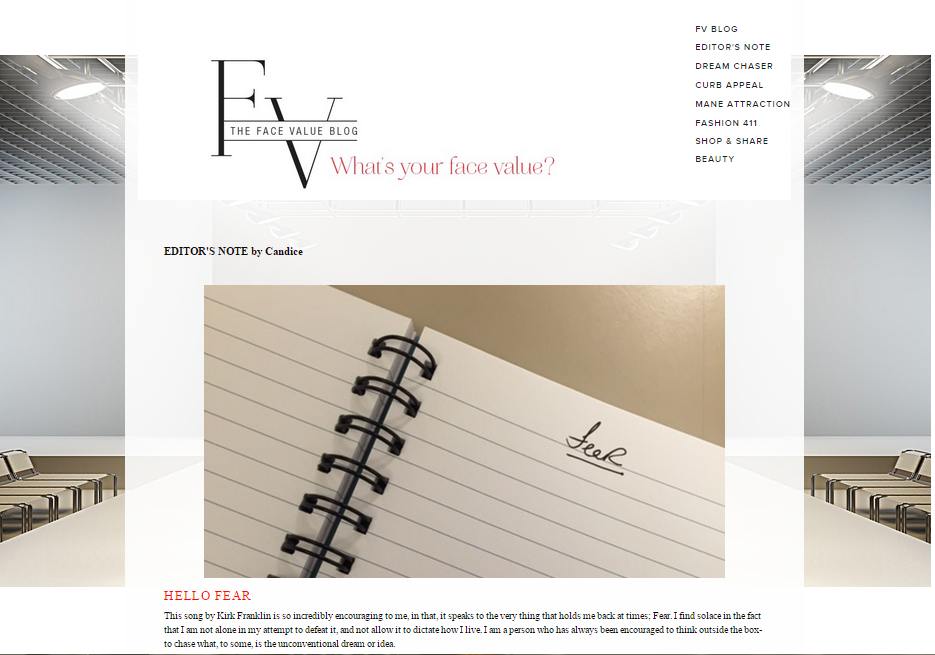 FV BLOG
EDITOR'S NOTE
DREAM CHASER
CURB APPEAL
MANE ATTRACTION
FASHION 411
SHOP & SHARE
BEAUTY
FV
THE FACE VALUE BLOG
What's your face value?
EDITOR'S NOTE by Candice
Fear
HELLO FEAR
This song by Kirk Franklin is so incredibly encouraging to me, in that, it speaks to the very thing that holds me back at times; Fear. I find solace in the fact
that I am not alone in my attempt to defeat it, and not allow it to dictate how I live. I am a person who has always been encouraged to think outside the box-
to chase what, to some, is the unconventional dream or idea.